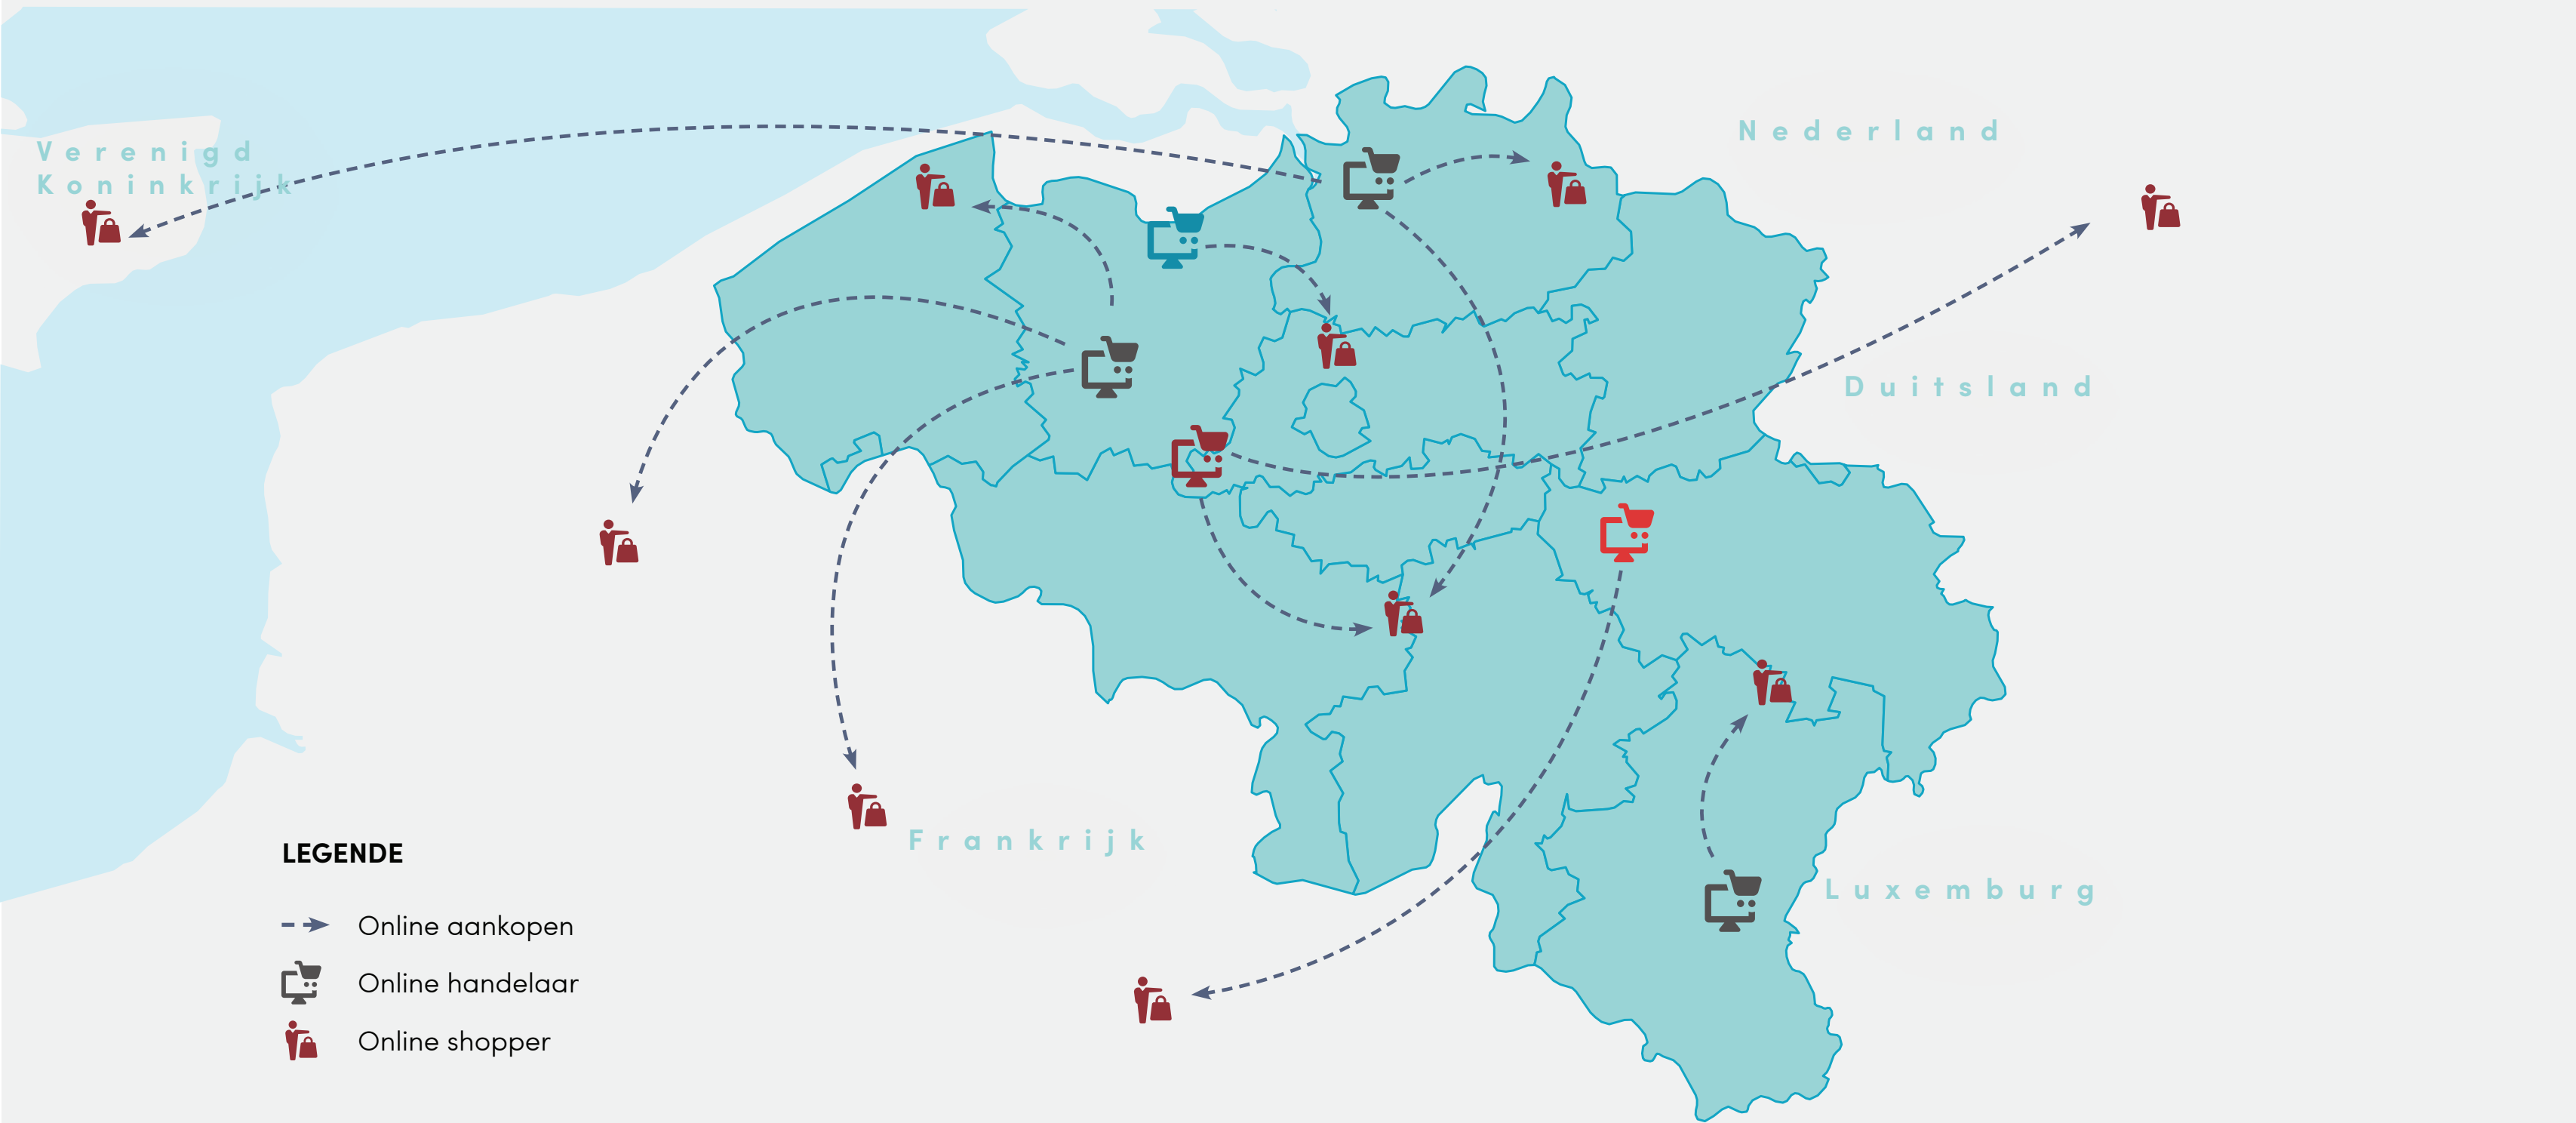 Verenigd
Koninkrijk
Nederland
Duitsland
Frankrijk
Luxemburg
LEGENDE
Online aankopen
Online handelaar
Online shopper